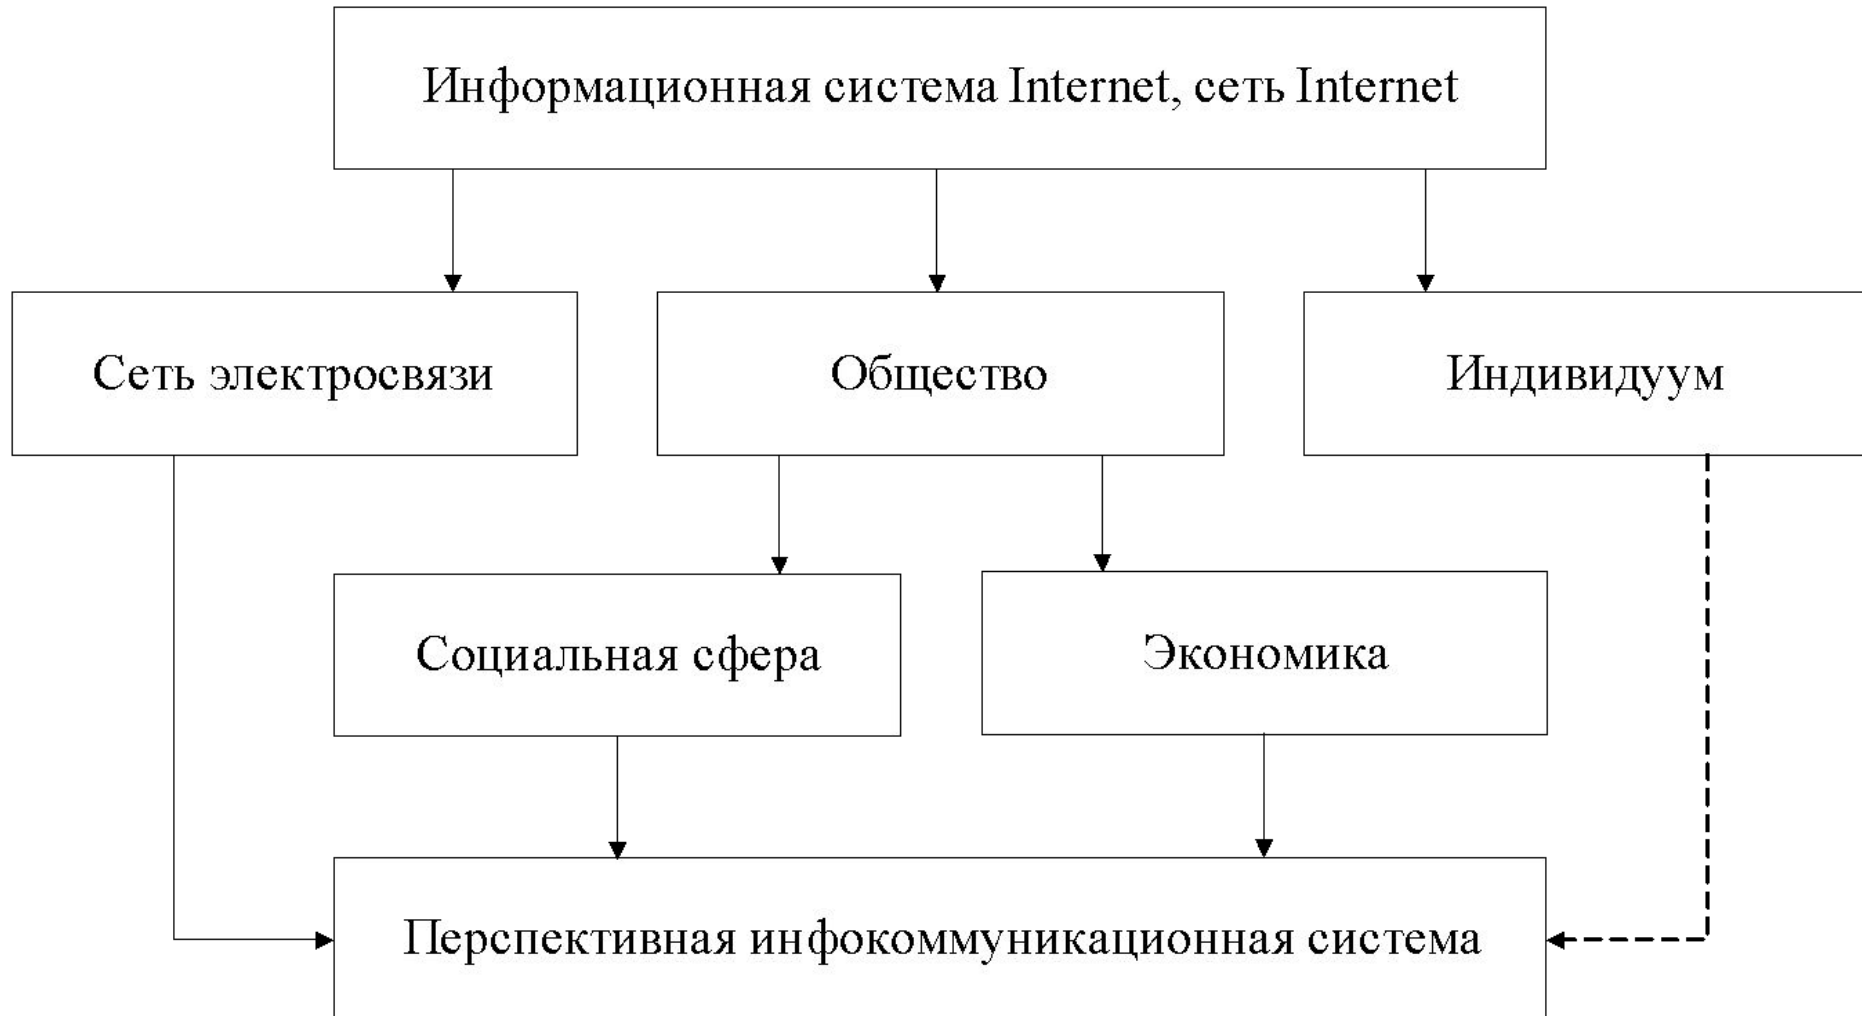 Информационная система Internet, сеть Internet
Сеть электросвязи
Общество
Индивидуум
Социальная сфера
Экономика
Перспективная инфокоммуникационная система